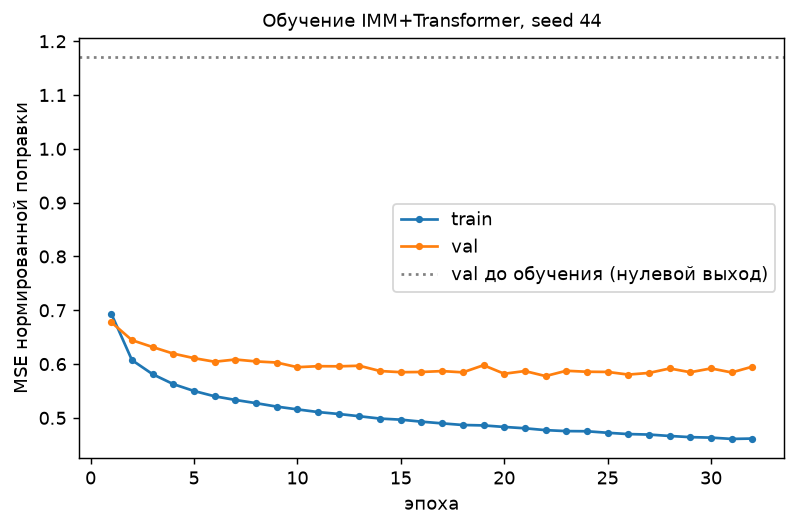 Обучение IMM+Transformer, seed 44
MSE нормированной поправки
1.2
1.1
1.0
0.9
0.8
0.7
0.6
0.5
train
val
val до обучения (нулевой выход)
0 5 10 15 20 25 30
эпоха